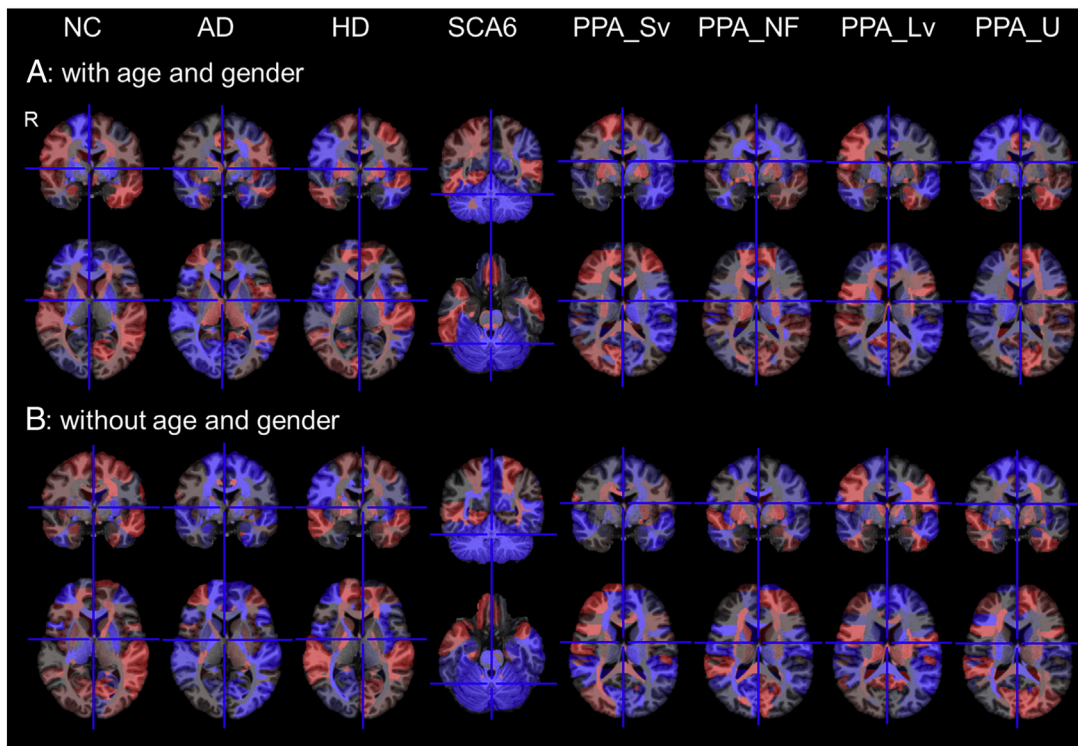 NC AD HD SCA6 PPA_Sv PPA_NF PPA_Lv PPA_U
A: with age and gender
R
B: without age and gender